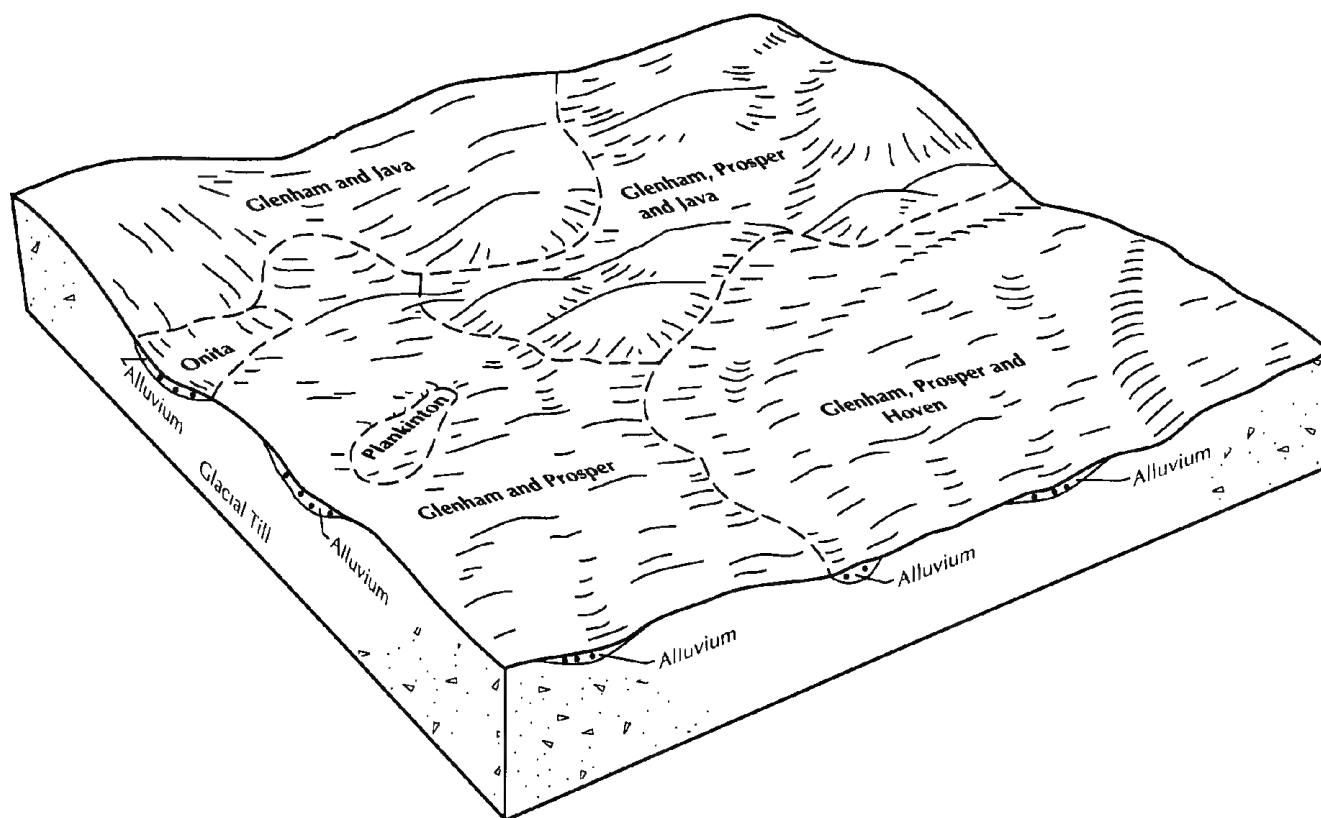 Glenham and Java
Glenham, Prosper
and Java
Onita
Alluvium
Plankinton
Glenham, Prosper and
Hoven
Glacial Till
Glenham and Prosper
Alluvium
Alluvium
Alluvium
Alluvium